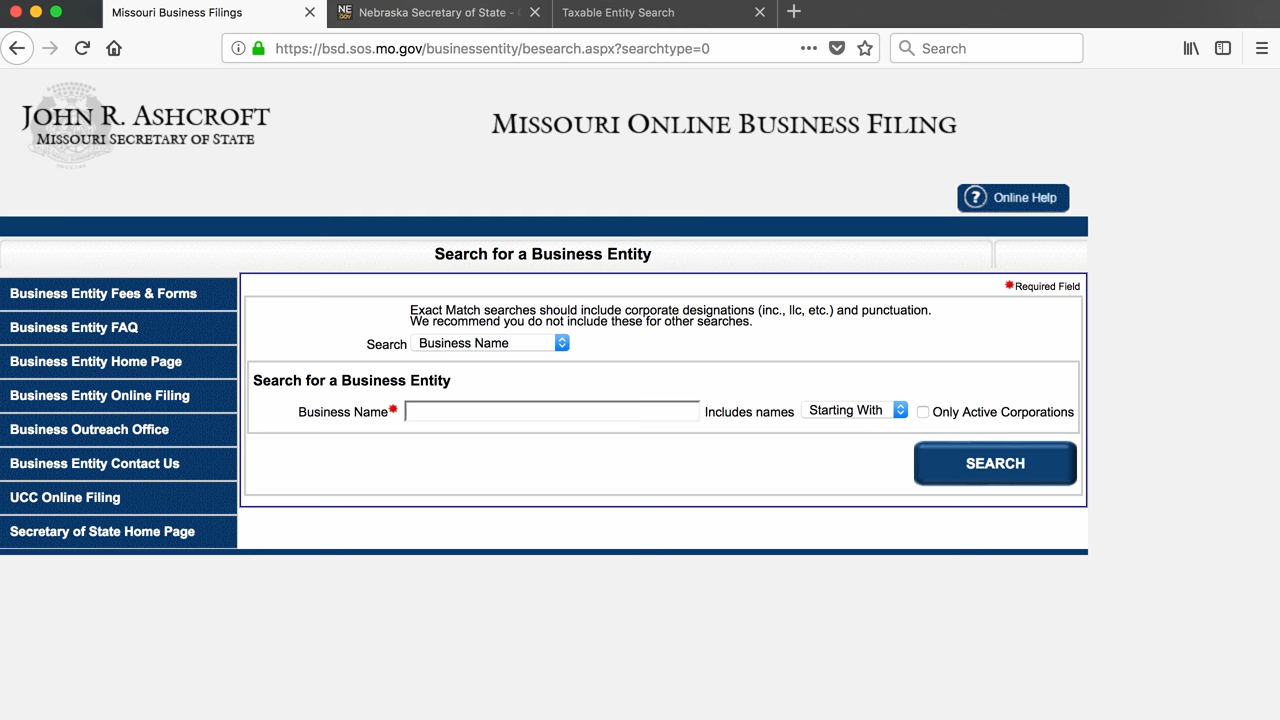 Missouri Business Filings
NE.GOV Nebraska Secretary of State -
Taxable Entity Search
https://bsd.sos.mo.gov/businessentity/besearch.aspx?searchtype=0
Search
JOHN R. ASHCROFT
MISSOURI SECRETARY OF STATE
MISSOURI ONLINE BUSINESS FILING
? Online Help
Search for a Business Entity
Business Entity Fees & Forms
Business Entity FAQ
Business Entity Home Page
Business Entity Online Filing
Business Outreach Office
Business Entity Contact Us
UCC Online Filing
Secretary of State Home Page
*Required Field
Exact Match searches should include corporate designations (inc., llc, etc.) and punctuation.
We recommend you do not include these for other searches.
Search Business Name
Search for a Business Entity
Business Name* Includes names Starting With Only Active Corporations
SEARCH